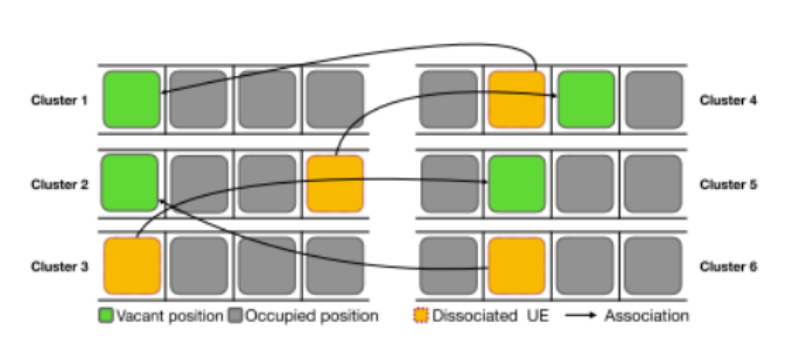 Cluster 1
Cluster 4
Cluster 2
Cluster 5
Cluster 3
Cluster 6
Vacant position Occupied position Dissociated UE Association